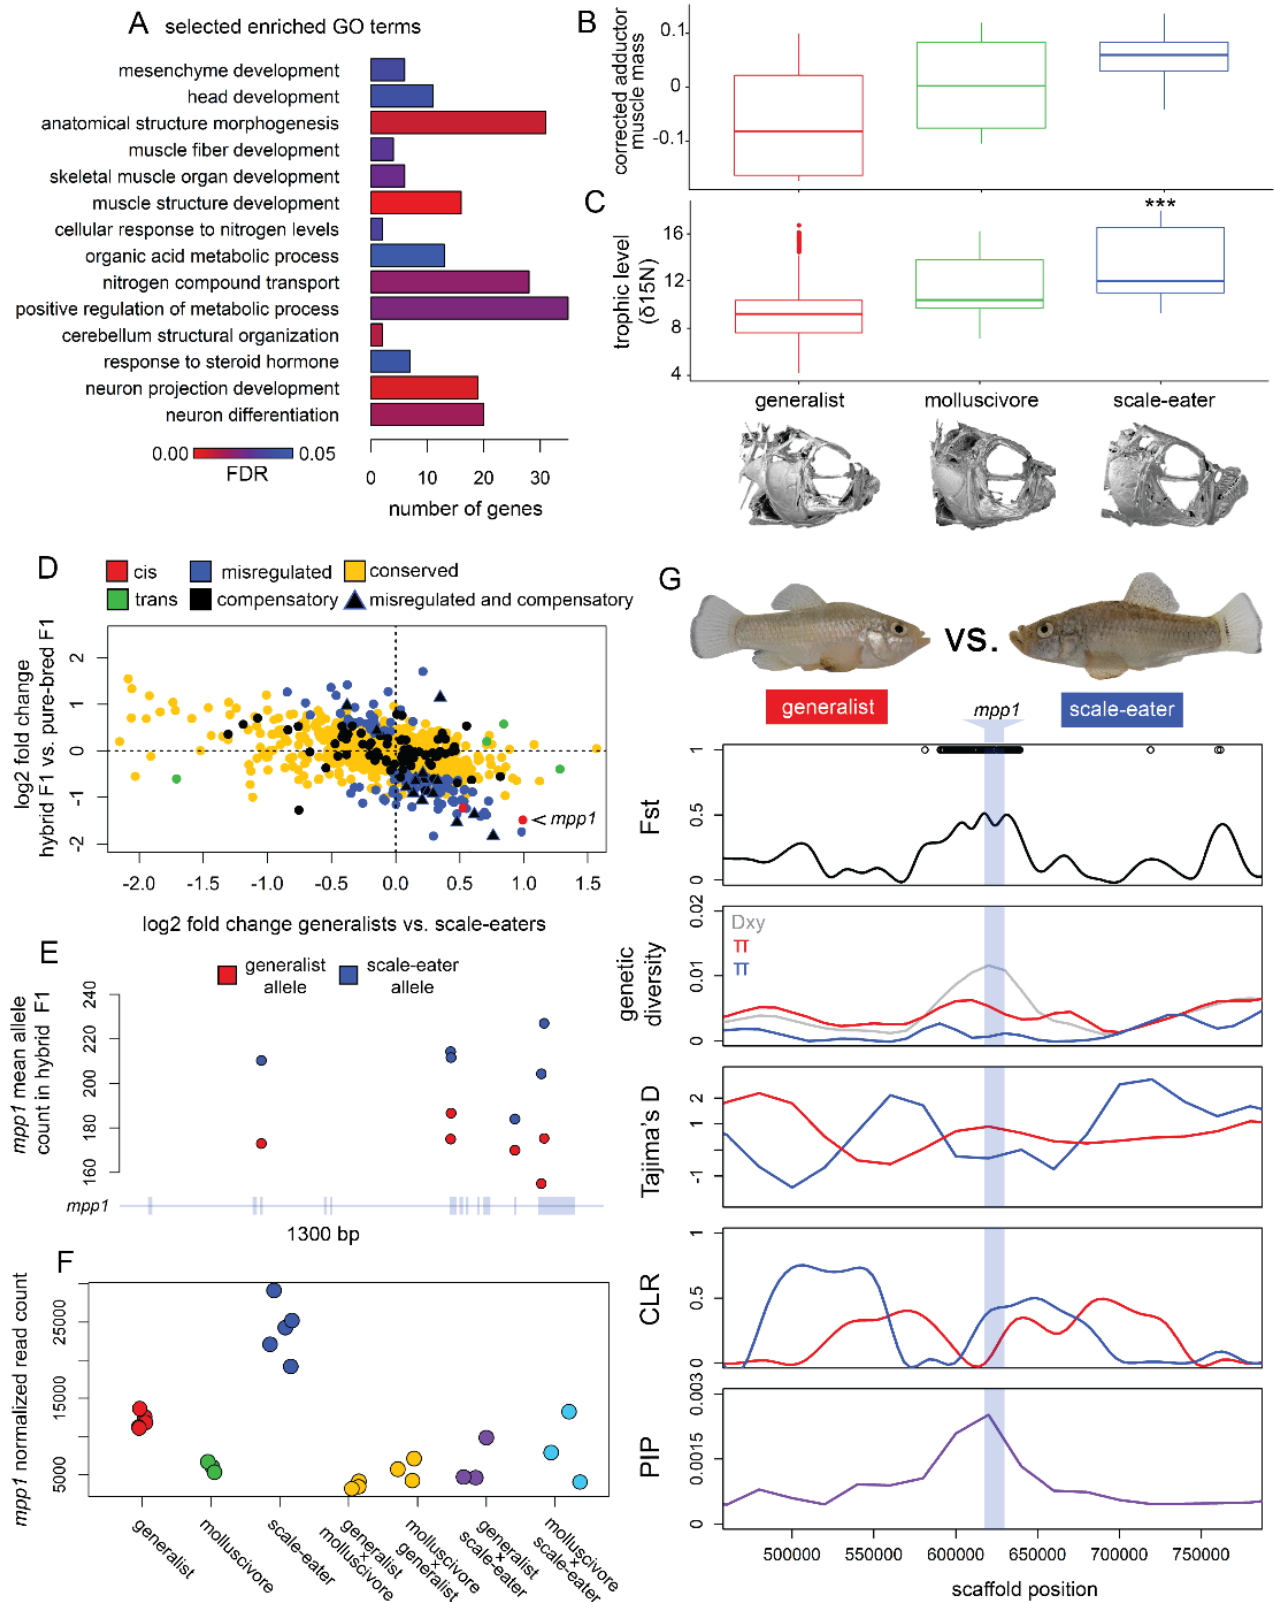 A selected enriched GO terms
mesenchyme development
head development
anatomical structure morphogenesis
muscle fiber development
skeletal muscle organ development
muscle structure development
cellular response to nitrogen levels
organic acid metabolic process
nitrogen compound transport
positive regulation of metabolic process
cerebellum structural organization
response to steroid hormone
neuron projection development
neuron differentiation
0.00 0.05
FDR
0 10 20 30
number of genes
B
corrected adductor
muscle mass
0.1
0
-0.1
C
trophic level
(δ15N)
16
12
8
4
***
generalist molluscivore scale-eater
D
cis misregulated conserved
trans compensatory misregulated and compensatory
log2 fold change
hybrid F1 vs. pure-bred F1
2
1
0
-1
-2
< mpp1
-2.0 -1.5 -1.0 -0.5 0.0 0.5 1.0 1.5
log2 fold change generalists vs. scale-eaters
E
generalist
allele
scale-eater
allele
mpp1 mean allele
count in hybrid F1
240
220
200
180
160
mpp1
1300 bp
F
mpp1 normalized read count
25000
15000
5000
generalist
molluscivore
scale-eater
generalist
×
molluscivore
molluscivore
×
generalist
generalist
×
scale-eater
molluscivore
×
scale-eater
G
vs.
generalist
scale-eater
mpp1
Fst
1
0.5
0
genetic
diversity
Dxy
π
π
0.02
0.01
0
Tajima's D
2
1
-1
CLR
1
0.5
0
PIP
0.003
0.0015
0
500000 550000 600000 650000 700000 750000
scaffold position